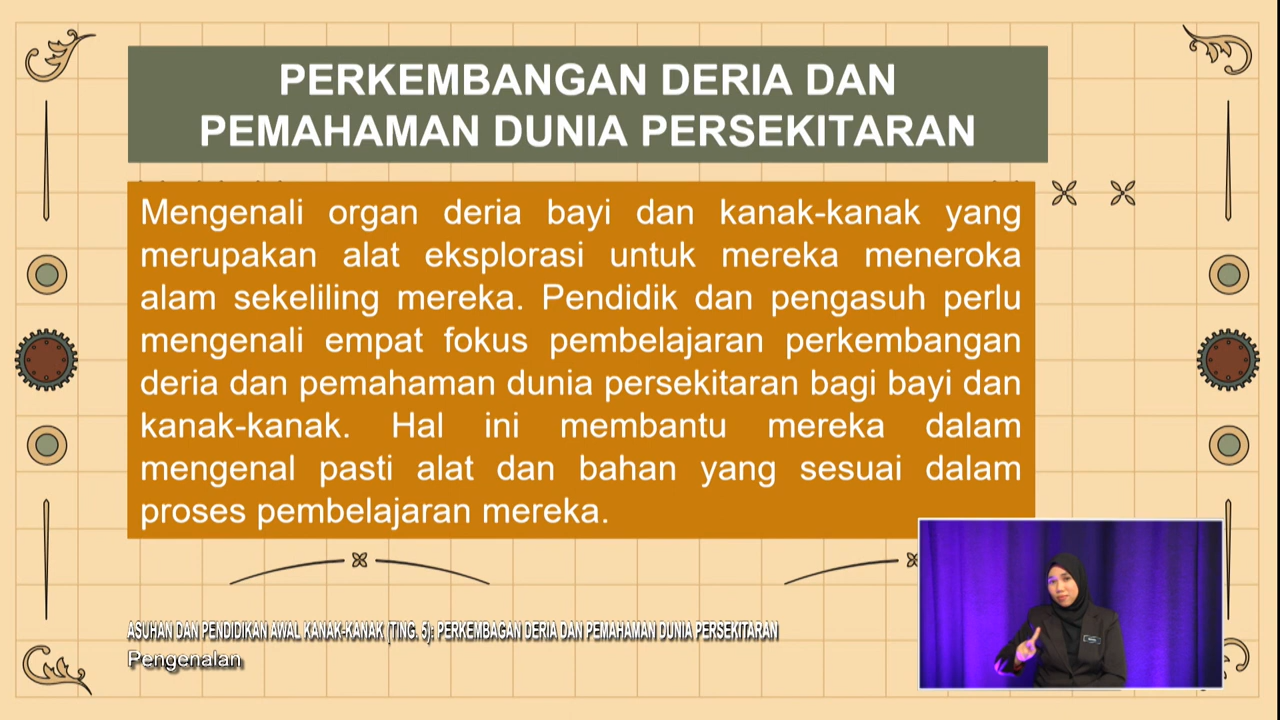 PERKEMBANGAN DERIA DAN
PEMAHAMAN DUNIA PERSEKITARAN
Mengenali organ deria bayi dan kanak-kanak yang
merupakan alat eksplorasi untuk mereka meneroka
alam sekeliling mereka. Pendidik dan pengasuh perlu
mengenali empat fokus pembelajaran perkembangan
deria dan pemahaman dunia persekitaran bagi bayi dan
kanak-kanak. Hal ini membantu mereka dalam
mengenal pasti alat dan bahan yang sesuai dalam
proses pembelajaran mereka.
ASUHAN DAN PENDIDIKAN AWAL KANAK-KANAK (TING. 5): PERKEMBAGAN DERIA DAN PEMAHAMAN DUNIA PERSEKITARAN
Pengenalan